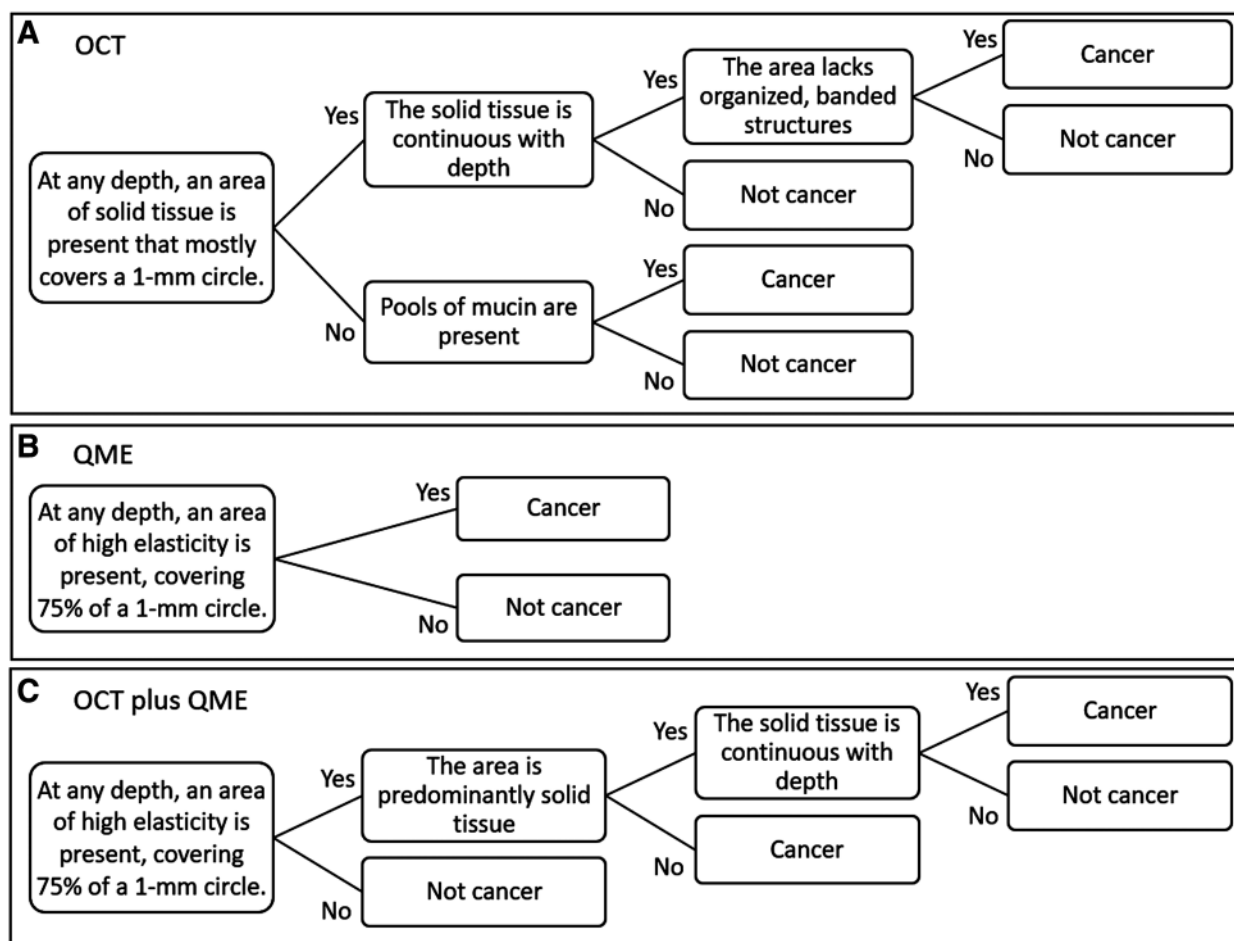 A
OCT
At any depth, an area
of solid tissue is
present that mostly
covers a 1-mm circle.
Yes
The solid tissue is
continuous with
depth
Yes
The area lacks
organized, banded
structures
Yes
Cancer
No
Not cancer
No
Not cancer
No
Pools of mucin are
present
Yes
Cancer
No
Not cancer
B
QME
At any depth, an area
of high elasticity is
present, covering
75% of a 1-mm circle.
Yes
Cancer
No
Not cancer
C
OCT plus QME
At any depth, an area
of high elasticity is
present, covering
75% of a 1-mm circle.
Yes
The area is
predominantly solid
tissue
Yes
The solid tissue is
continuous with
depth
Yes
Cancer
No
Not cancer
No
Cancer
No
Not cancer